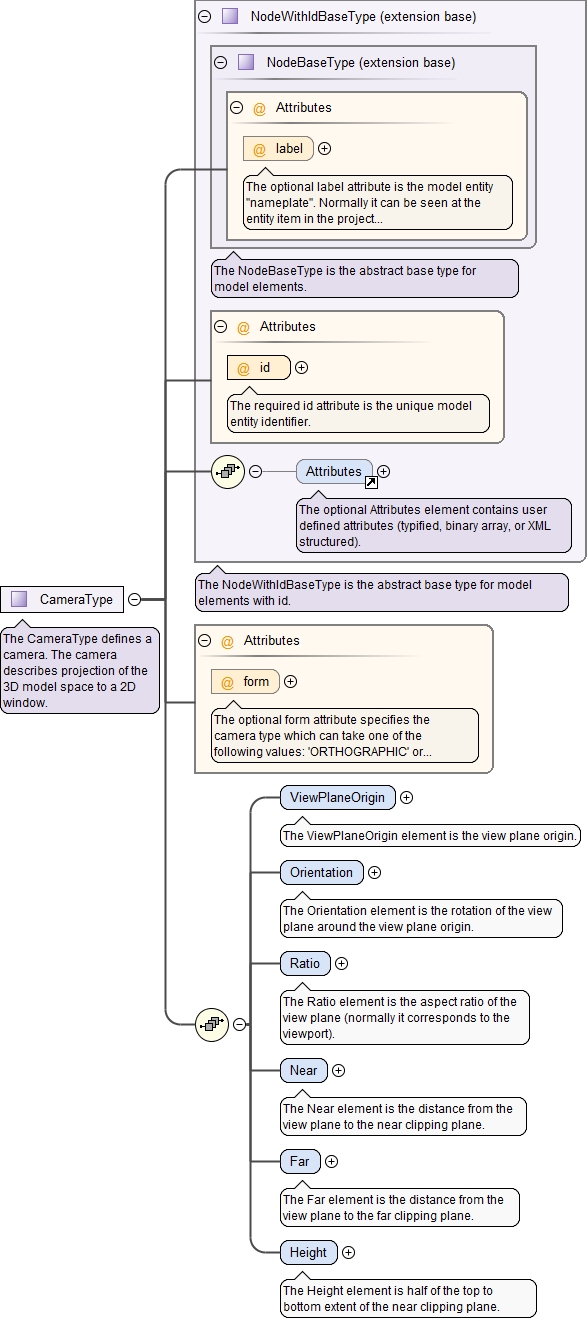 NodeWithIdBaseType (extension base)
NodeBaseType (extension base)
@ Attributes
@ label
The optional label attribute is the model entity
"nameplate". Normally it can be seen at the
entity item in the project...
The NodeBaseType is the abstract base type for
model elements.
@ Attributes
@ id
The required id attribute is the unique model
entity identifier.
Attributes
The optional Attributes element contains user
defined attributes (typified, binary array, or XML
structured).
The NodeWithIdBaseType is the abstract base type for model
elements with id.
CameraType
The CameraType defines a
camera. The camera
describes projection of the
3D model space to a 2D
window.
@ Attributes
@ form
The optional form attribute specifies the
camera type which can take one of the
following values: 'ORTHOGRAPHIC' or...
ViewPlaneOrigin
The ViewPlaneOrigin element is the view plane origin.
Orientation
The Orientation element is the rotation of the view
plane around the view plane origin.
Ratio
The Ratio element is the aspect ratio of the
view plane (normally it corresponds to the
viewport).
Near
The Near element is the distance from the
view plane to the near clipping plane.
Far
The Far element is the distance from the
view plane to the far clipping plane.
Height
The Height element is half of the top to
bottom extent of the near clipping plane.